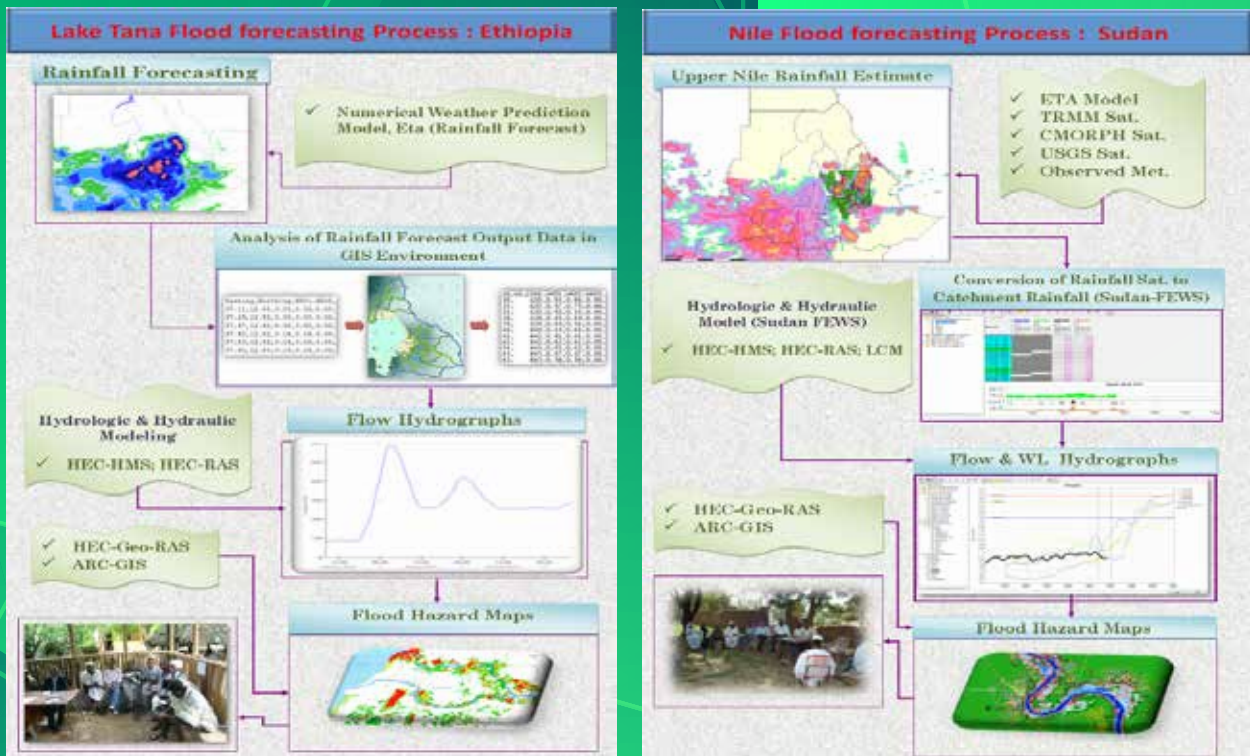 Lake Tana Flood forecasting Process : Ethiopia
Rainfall Forecasting
✓ Numerical Weather Prediction
Model, Eta (Rainfall Forecast)
Analysis of Rainfall Forecast Output Data in
GIS Environment
Hydrologic & Hydraulic
Modeling
✓ HEC-HMS; HEC-RAS
Flow Hydrographs
✓ HEC-Geo-RAS
✓ ARC-GIS
Flood Hazard Maps
Nile Flood forecasting Process : Sudan
Upper Nile Rainfall Estimate
✓ ETA Model
✓ TRMM Sat.
✓ CMORPH Sat.
✓ USGS Sat.
✓ Observed Met.
Conversion of Rainfall Sat. to
Catchment Rainfall (Sudan-FEWS)
Hydrologic & Hydraulic
Model (Sudan FEWS)
✓ HEC-HMS; HEC-RAS; LCM
Flow & WL Hydrographs
✓ HEC-Geo-RAS
✓ ARC-GIS
Flood Hazard Maps